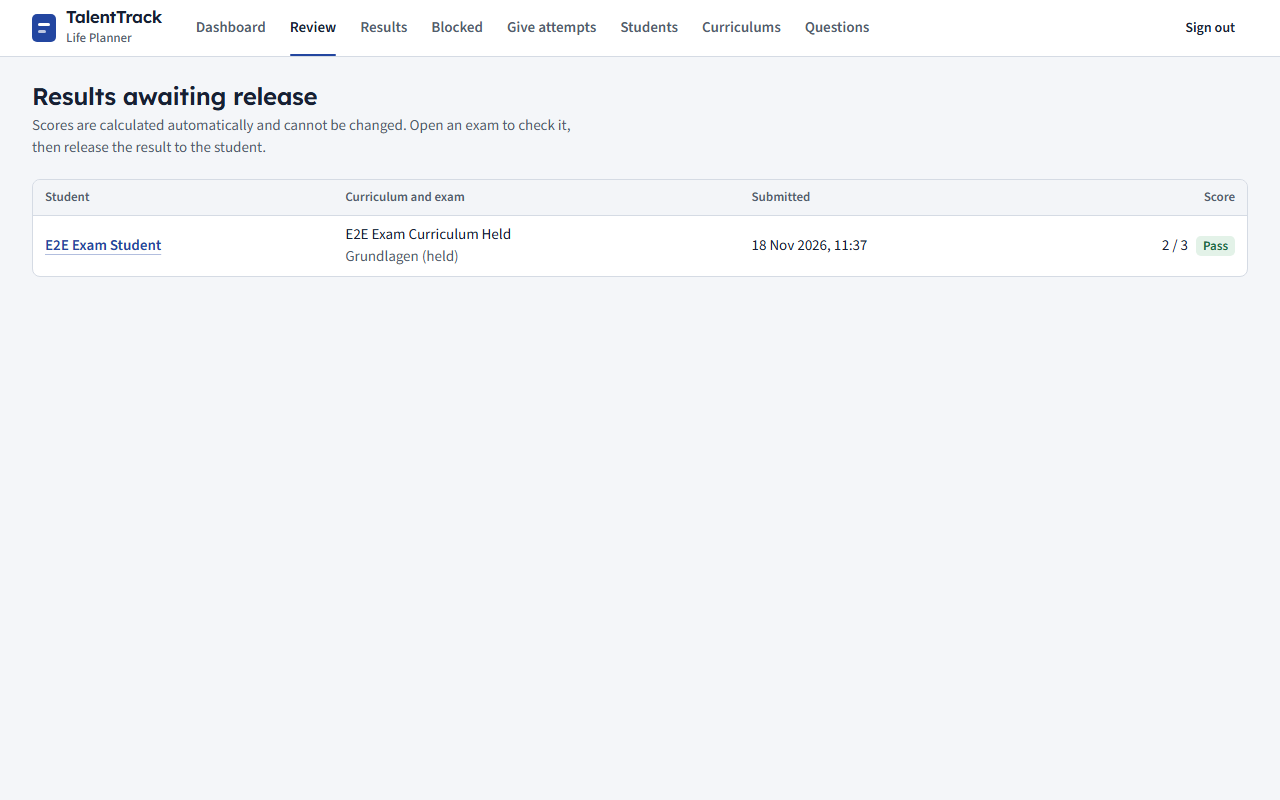 TalentTrack
Life Planner
Dashboard Review Results Blocked Give attempts Students Curriculums Questions Sign out
Results awaiting release
Scores are calculated automatically and cannot be changed. Open an exam to check it,
then release the result to the student.
Student Curriculum and exam Submitted Score
E2E Exam Student E2E Exam Curriculum Held 18 Nov 2026, 11:37 2 / 3 Pass
Grundlagen (held)